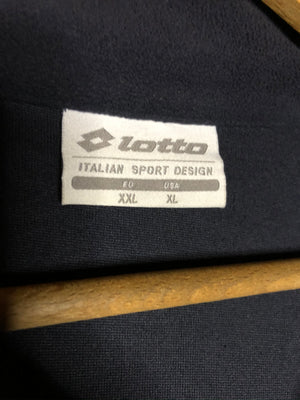 lotto
ITALIAN SPORT DESIGN
EU USA
XXL XL